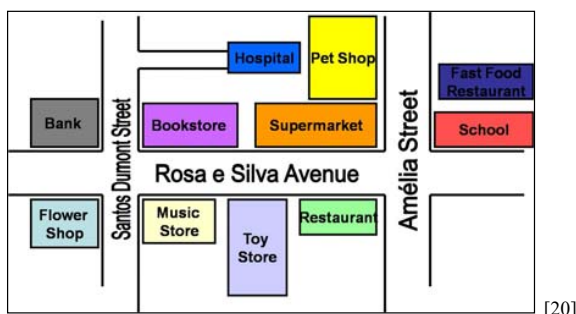 Hospital
Pet Shop
Fast Food
Restaurant
Bank
Santos Dumont Street
Bookstore
Supermarket
Amélia Street
School
Rosa e Silva Avenue
Flower
Shop
Music
Store
Toy
Store
Restaurant
[20]